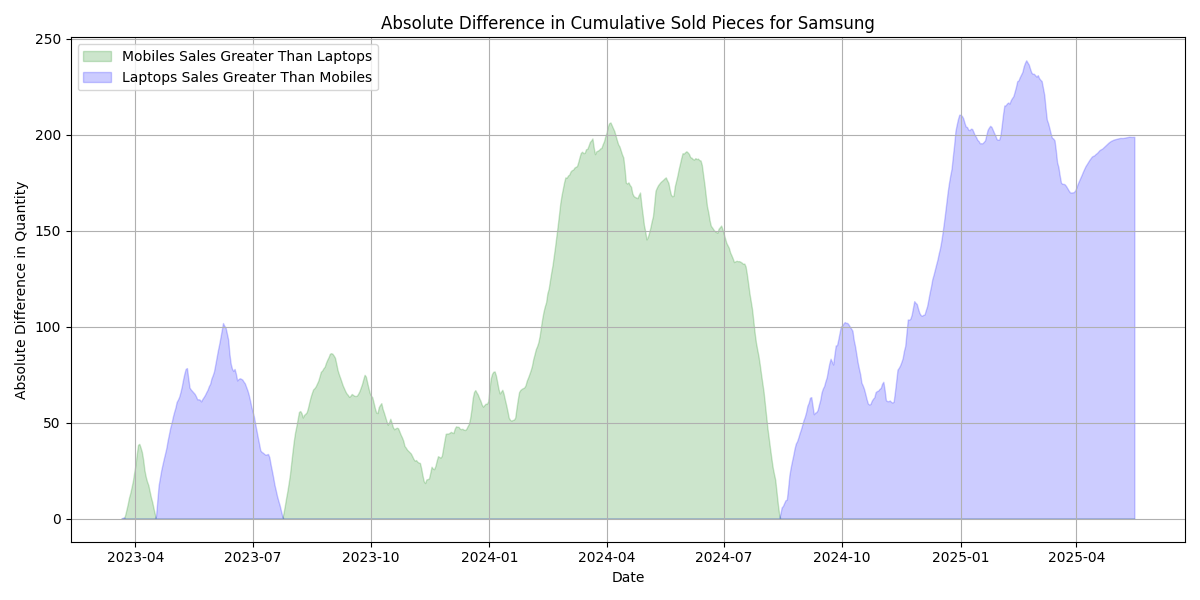 Absolute Difference in Cumulative Sold Pieces for Samsung
Mobiles Sales Greater Than Laptops
Laptops Sales Greater Than Mobiles
250
200
150
100
50
0
Absolute Difference in Quantity
2023-04 2023-07 2023-10 2024-01 2024-04 2024-07 2024-10 2025-01 2025-04
Date